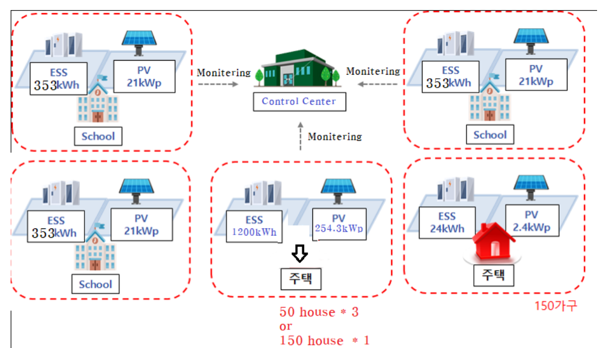 ESS
353kWh
PV
21kWp
School
Monitering
Control Center
Monitering
ESS
353kWh
PV
21kWp
School
Monitering
ESS
353kWh
PV
21kWp
School
ESS
1200kWh
PV
254.3kWp
주택
50 house * 3
or
150 house * 1
ESS
24kWh
PV
2.4kWp
주택
150가구